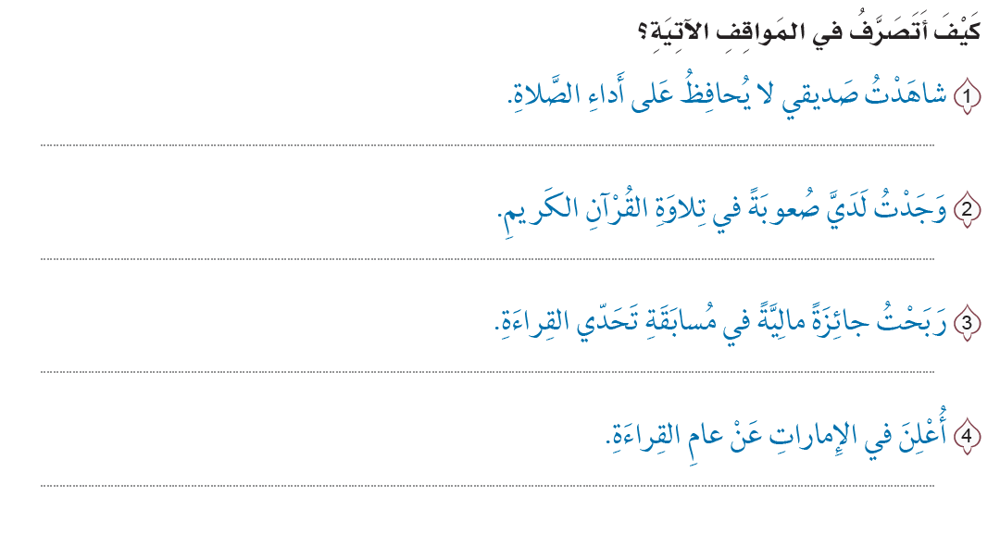 كَيْفَ أَتَصَرَّفُ في المَواقِفِ الآتِيَةِ؟
1 شاهَدْتُ صَديقي لا يُحافِظُ عَلى أَداءِ الصَّلاةِ.
2 وَجَدْتُ لَدَيَّ صُعوبَةً في تِلاوَةِ القُرْآنِ الكَريمِ.
3 رَبَحْتُ جائِزَةً مالِيَّةً في مُسابَقَةِ تَحَدّي القِراءَةِ.
4 أُعْلِنَ في الإِماراتِ عَنْ عامِ القِراءَةِ.